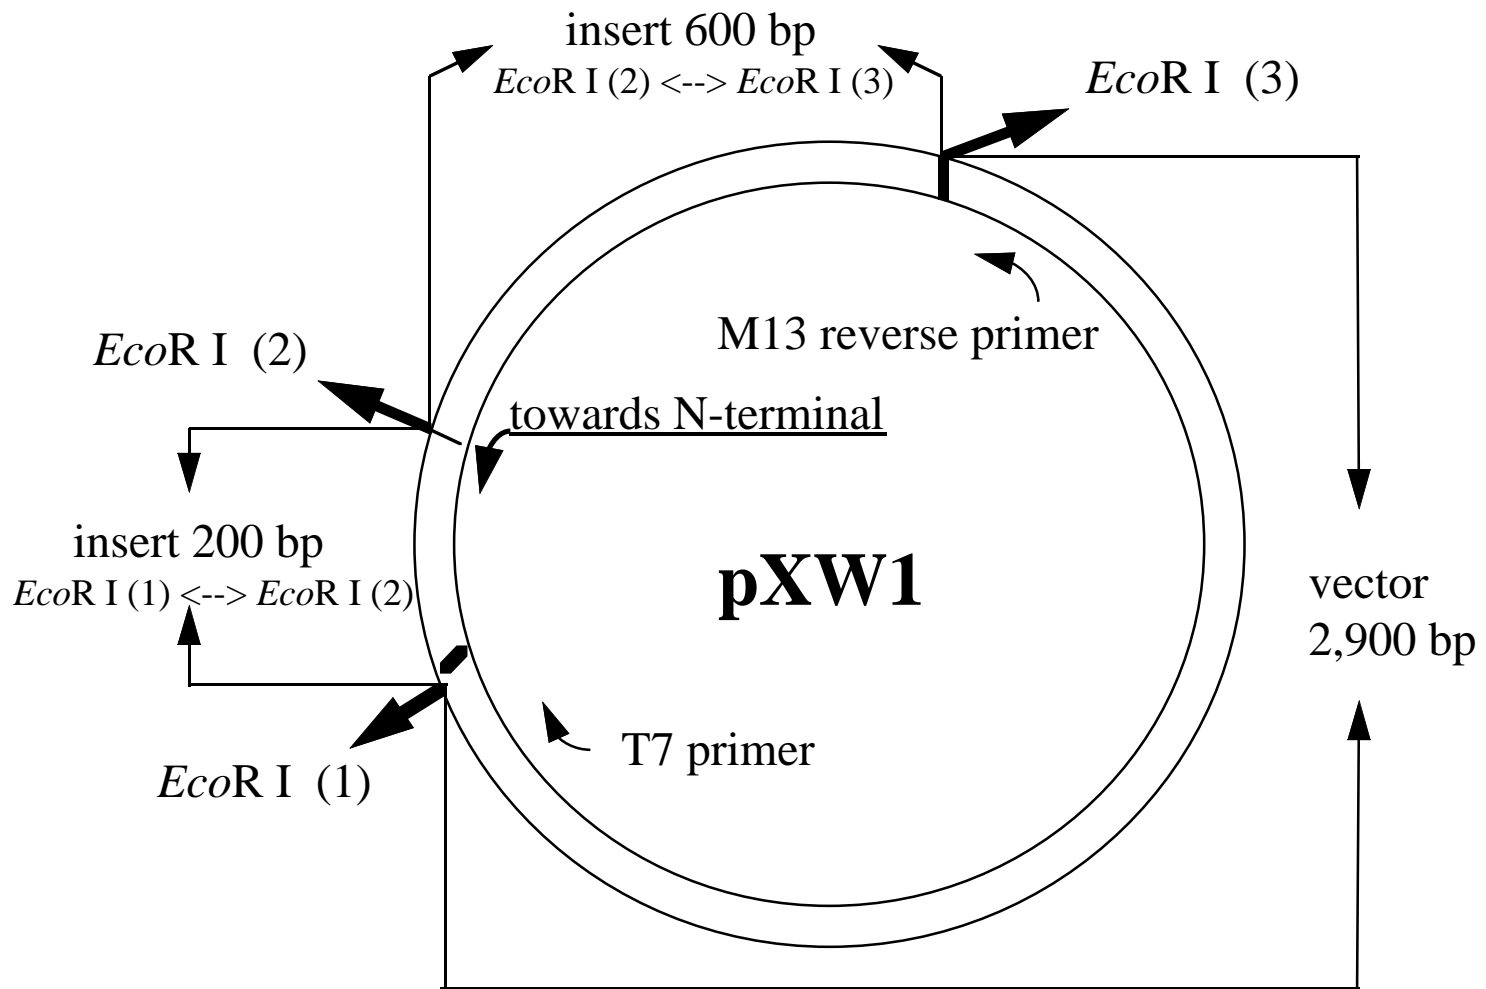 insert 600 bp
EcoR I (2) <--> EcoR I (3)
EcoR I (3)
M13 reverse primer
EcoR I (2)
towards N-terminal
insert 200 bp
EcoR I (1) <--> EcoR I (2)
pXW1
vector
2,900 bp
T7 primer
EcoR I (1)